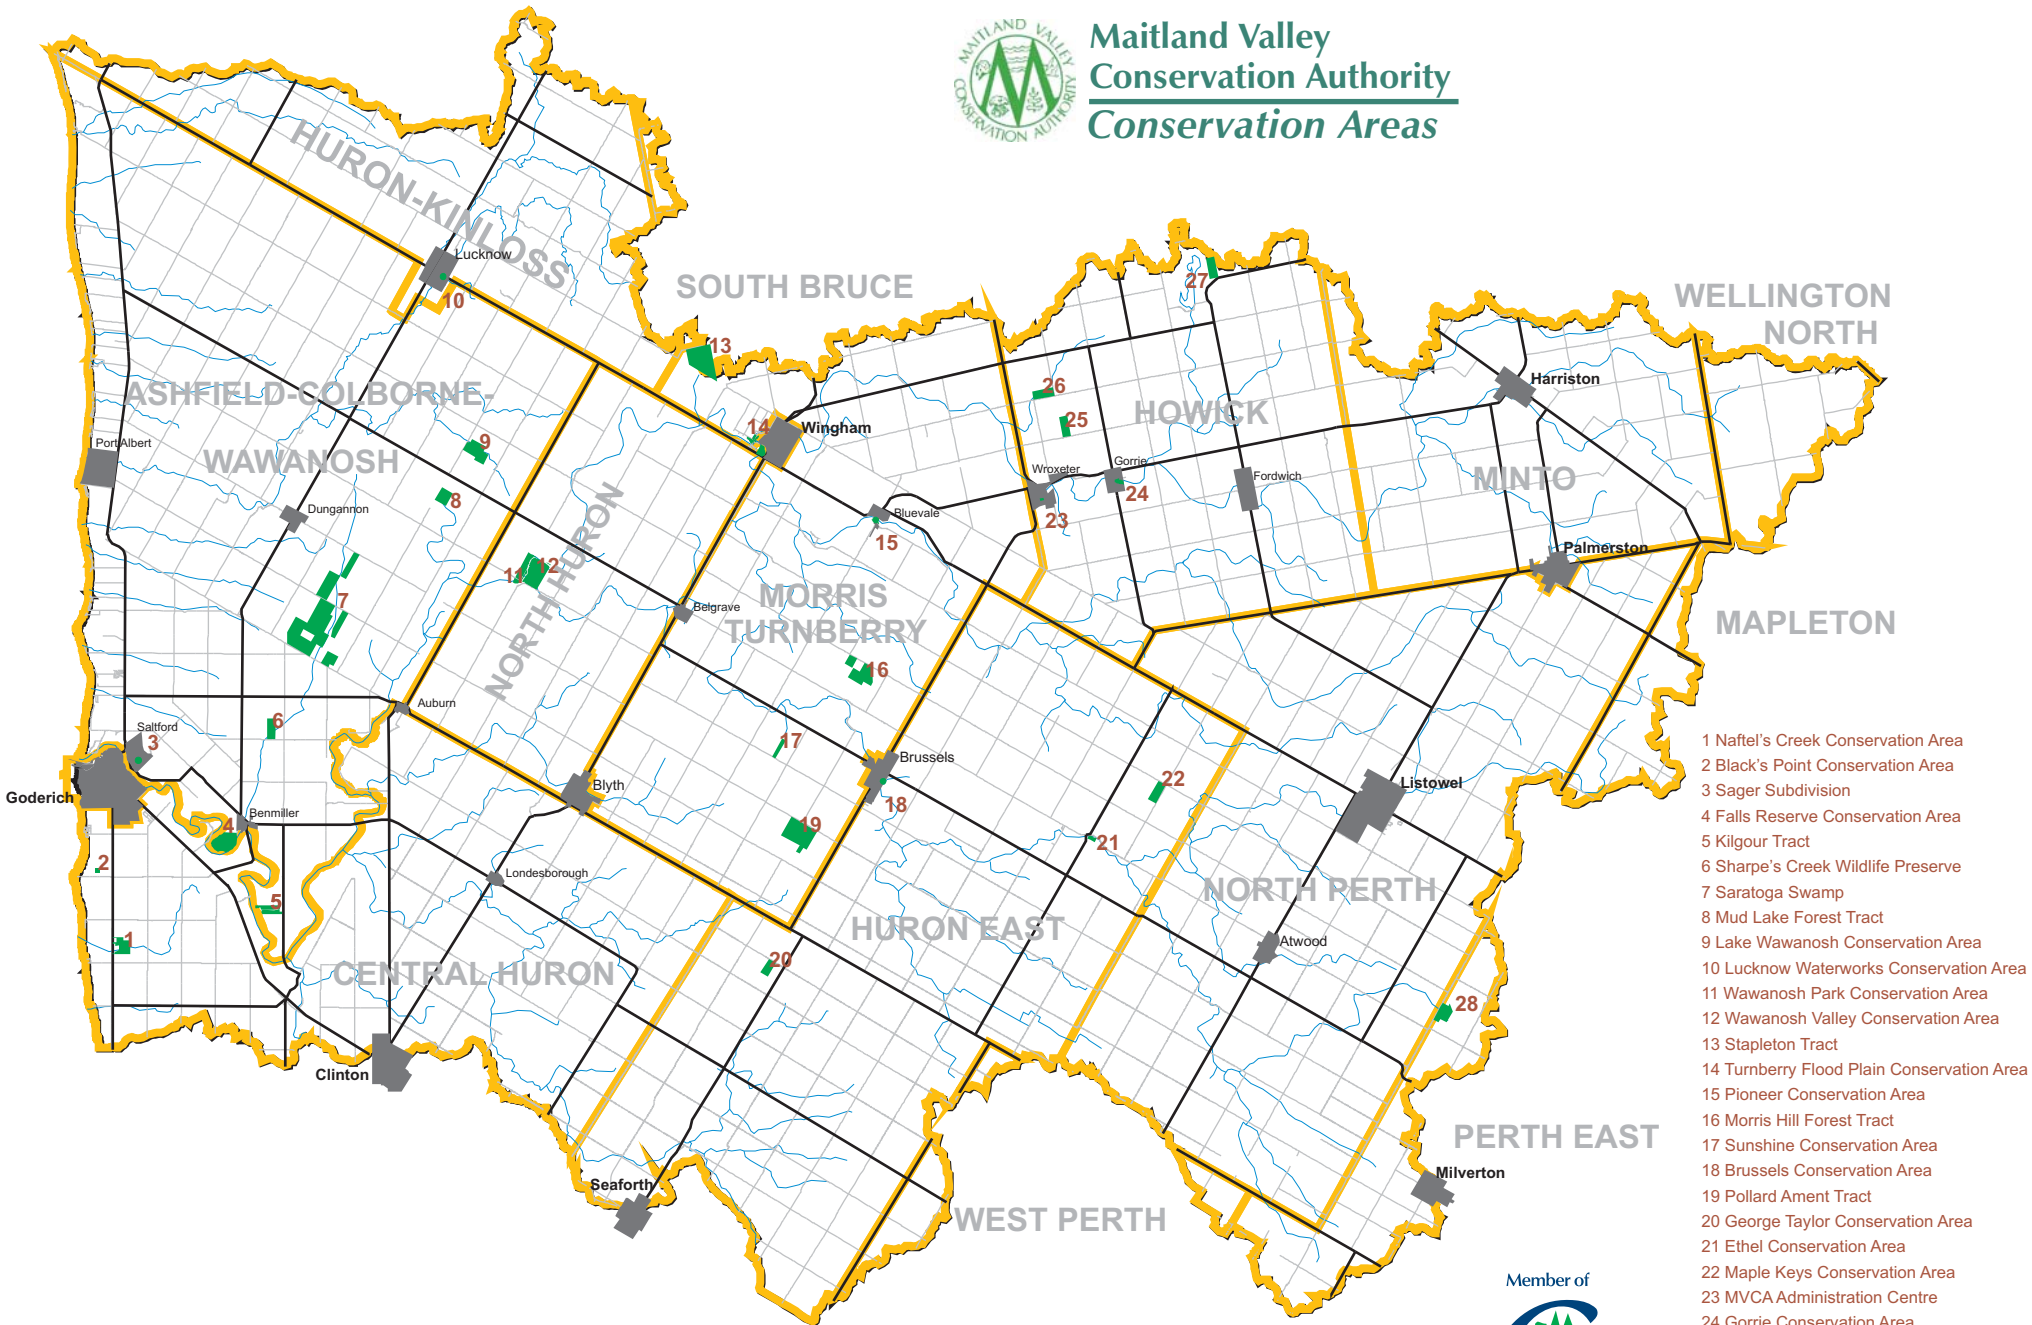 MAITLAND VALLEY
CONSERVATION AUTHORITY
Maitland Valley
Conservation Authority
Conservation Areas
HURON-KINLOSS
Lucknow
10
SOUTH BRUCE
27
WELLINGTON
NORTH
13
ASHFIELD-COLBORNE-
WAWANOSH
Port Albert
Dungannon
9
8
14
Wingham
26
25
HOWICK
Harriston
Wroxeter
Gorrie
Fordwich
23
24
MINTO
Bluevale
15
Palmerston
7
11
12
NORTH HURON
Belgrave
MORRIS
TURNBERRY
MAPLETON
16
Auburn
6
Saltford
3
Goderich
17
Brussels
18
22
Listowel
Blyth
Benmiller
4
19
21
2
Londesborough
5
NORTH PERTH
1
HURON EAST
Atwood
CENTRAL HURON
20
28
Clinton
PERTH EAST
Seaforth
Milverton
WEST PERTH
1 Naftel's Creek Conservation Area
2 Black's Point Conservation Area
3 Sager Subdivision
4 Falls Reserve Conservation Area
5 Kilgour Tract
6 Sharpe's Creek Wildlife Preserve
7 Saratoga Swamp
8 Mud Lake Forest Tract
9 Lake Wawanosh Conservation Area
10 Lucknow Waterworks Conservation Area
11 Wawanosh Park Conservation Area
12 Wawanosh Valley Conservation Area
13 Stapleton Tract
14 Turnberry Flood Plain Conservation Area
15 Pioneer Conservation Area
16 Morris Hill Forest Tract
17 Sunshine Conservation Area
18 Brussels Conservation Area
19 Pollard Ament Tract
20 George Taylor Conservation Area
21 Ethel Conservation Area
22 Maple Keys Conservation Area
23 MVCA Administration Centre
24 Gorrie Conservation Area
Member of